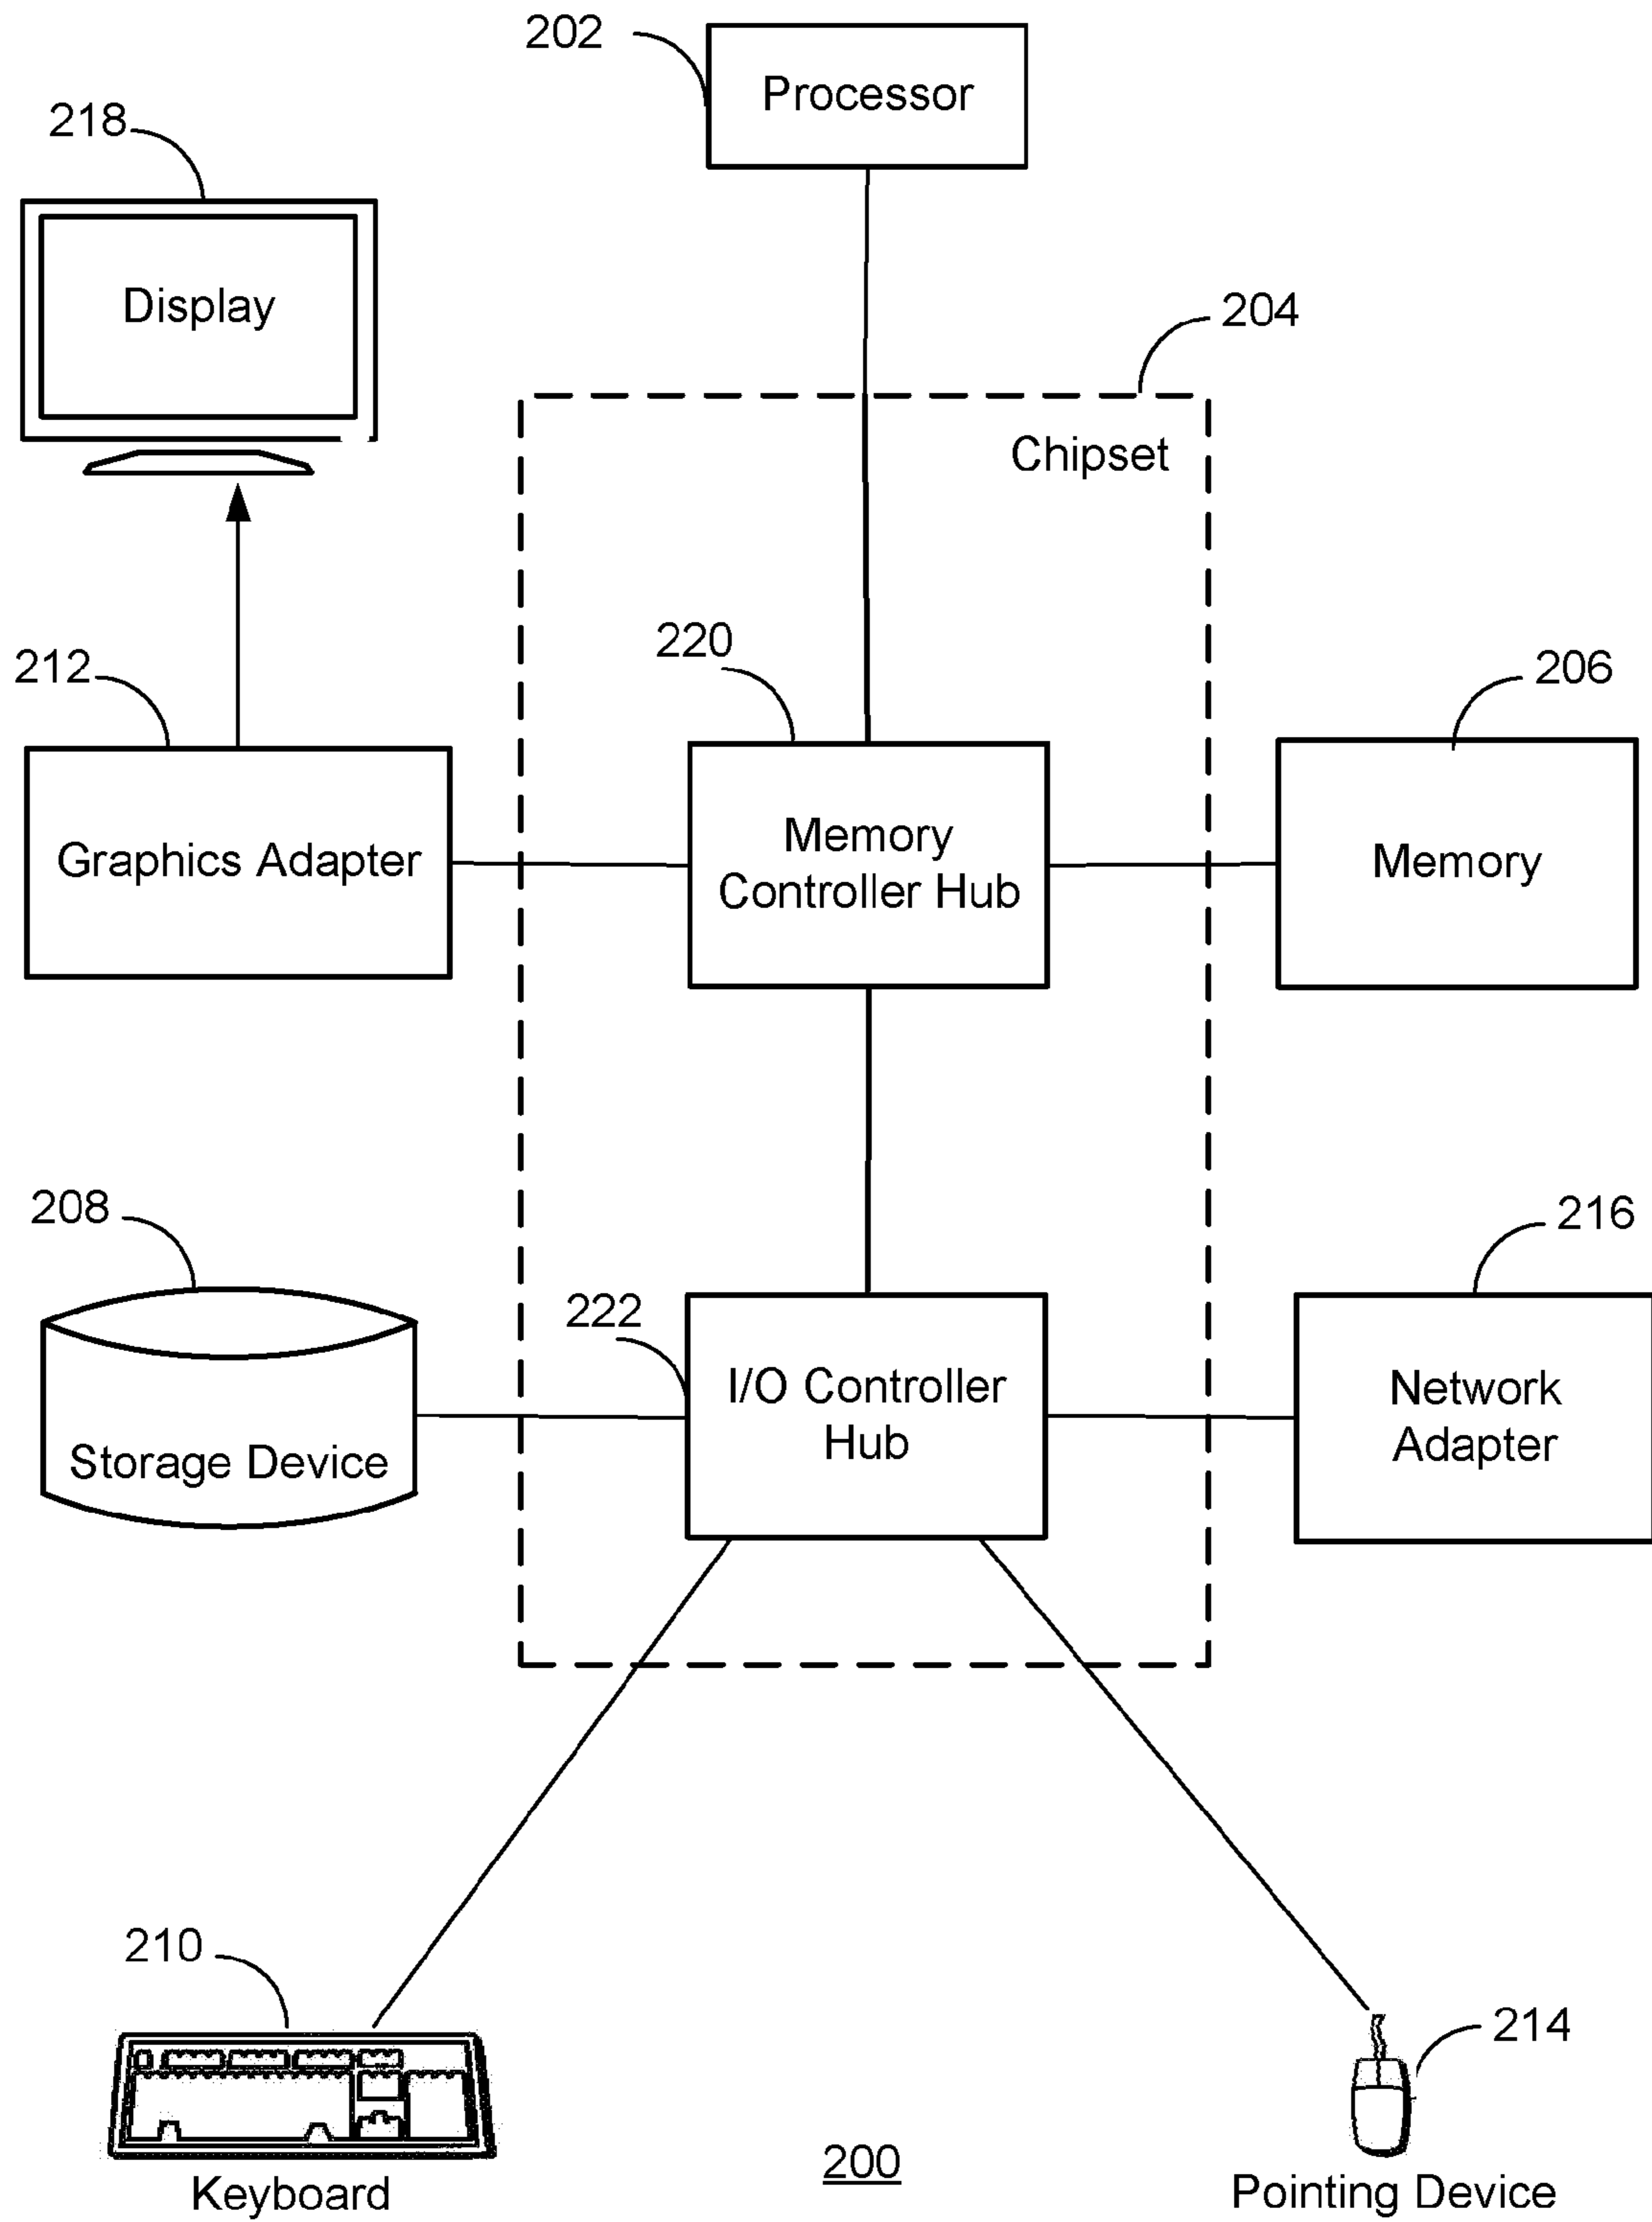 202
Processor
218
Display
204
Chipset
220
212
206
Memory
Controller Hub
Graphics Adapter
Memory
208
216
222
I/O Controller
Hub
Network
Adapter
Storage Device
210
214
200
Keyboard
Pointing Device